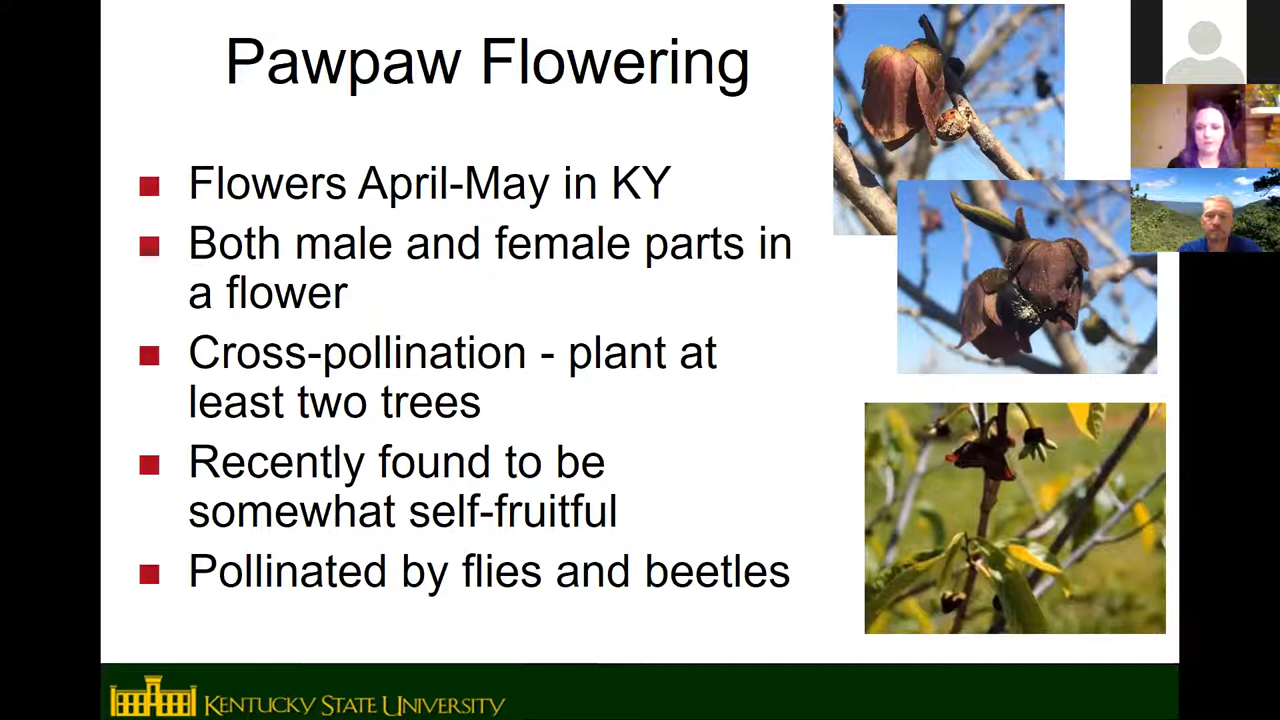 Pawpaw Flowering
Flowers April-May in KY
Both male and female parts in
a flower
Cross-pollination - plant at
least two trees
Recently found to be
somewhat self-fruitful
Pollinated by flies and beetles
KENTUCKY STATE UNIVERSITY